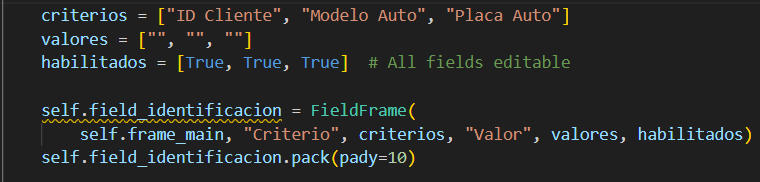 criterios = ["ID Cliente", "Modelo Auto", "Placa Auto"]
valores = ["", "", ""]
habilitados = [True, True, True]  # All fields editable
self.field_identificacion = FieldFrame(
    self.frame_main, "Criterio", criterios, "Valor", valores, habilitados)
self.field_identificacion.pack(pady=10)